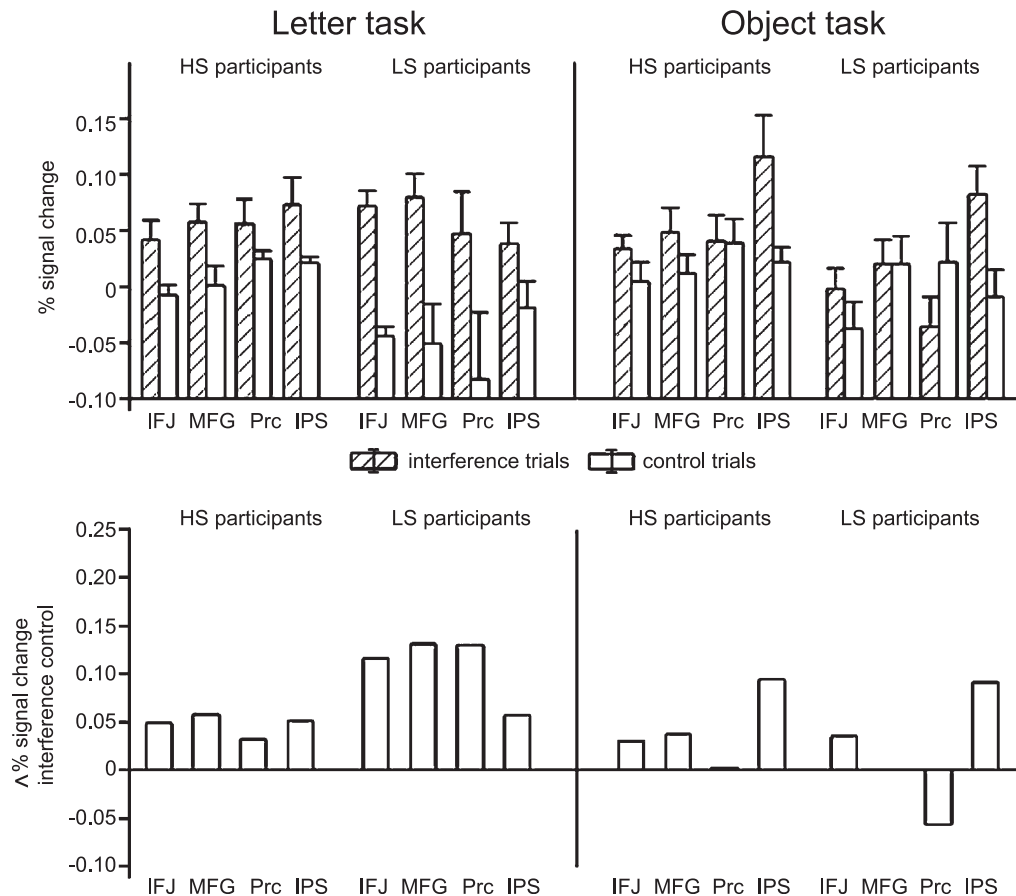 Letter task Object task
HS participants LS participants HS participants LS participants
% signal change
0.15
0.10
0.05
0
-0.05
-0.10
IFJ MFG Prc IPS IFJ MFG Prc IPS IFJ MFG Prc IPS IFJ MFG Prc IPS
interference trials control trials
HS participants LS participants HS participants LS participants
Λ% signal change
interference control
0.25
0.20
0.15
0.10
0.05
0
-0.05
-0.10
IFJ MFG Prc IPS IFJ MFG Prc IPS IFJ MFG Prc IPS IFJ MFG Prc IPS